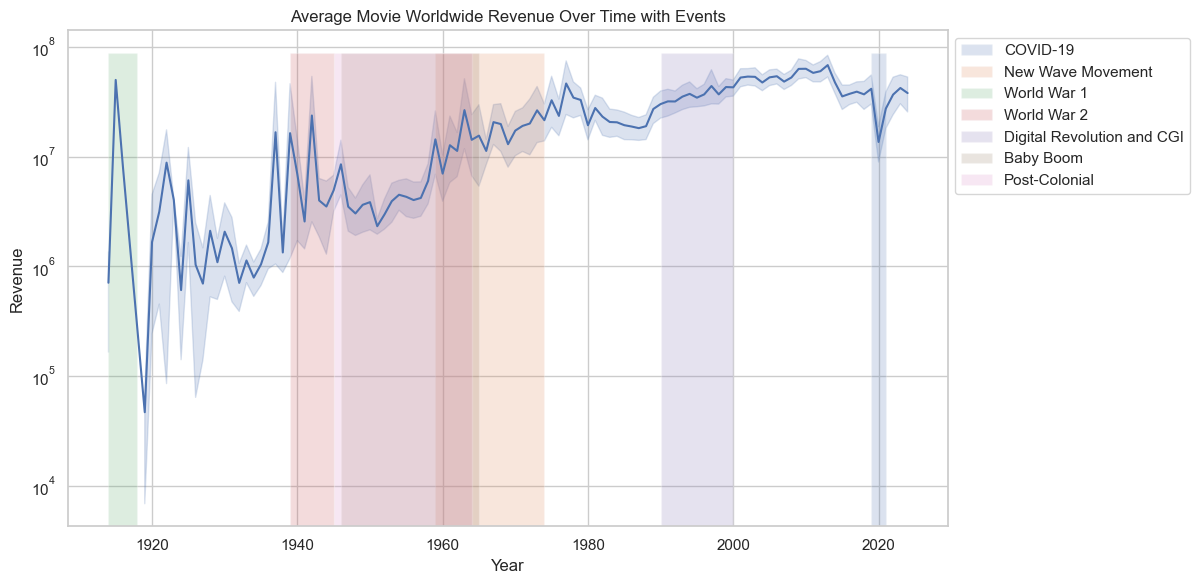 Average Movie Worldwide Revenue Over Time with Events
10^8
10^7
10^6
10^5
10^4
Revenue
1920
1940
1960
1980
2000
2020
Year
COVID-19
New Wave Movement
World War 1
World War 2
Digital Revolution and CGI
Baby Boom
Post-Colonial